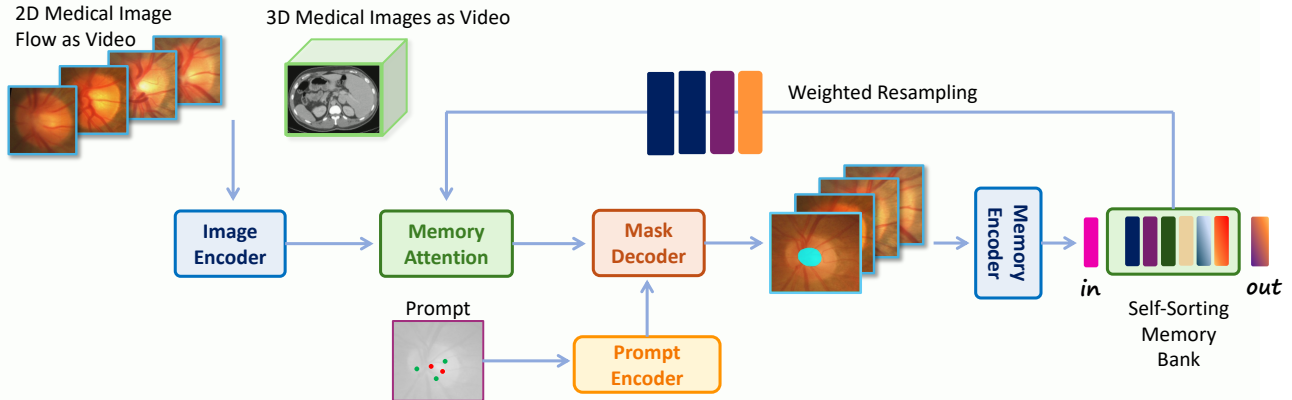 2D Medical Image
Flow as Video
3D Medical Images as Video
Weighted Resampling
Image
Encoder
Memory
Attention
Mask
Decoder
Memory
Encoder
in
out
Self-Sorting
Memory
Bank
Prompt
Prompt
Encoder